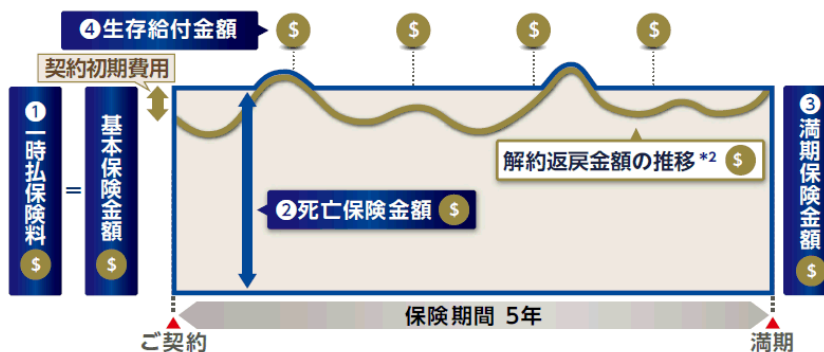 ❹生存給付金額
$
$
$
$
契約初期費用
❶一時払保険料
$
=
基本保険金額
$
❷死亡保険金額
$
解約返戻金額の推移*2
$
❸満期保険金額
$
保険期間 5年
ご契約
満期